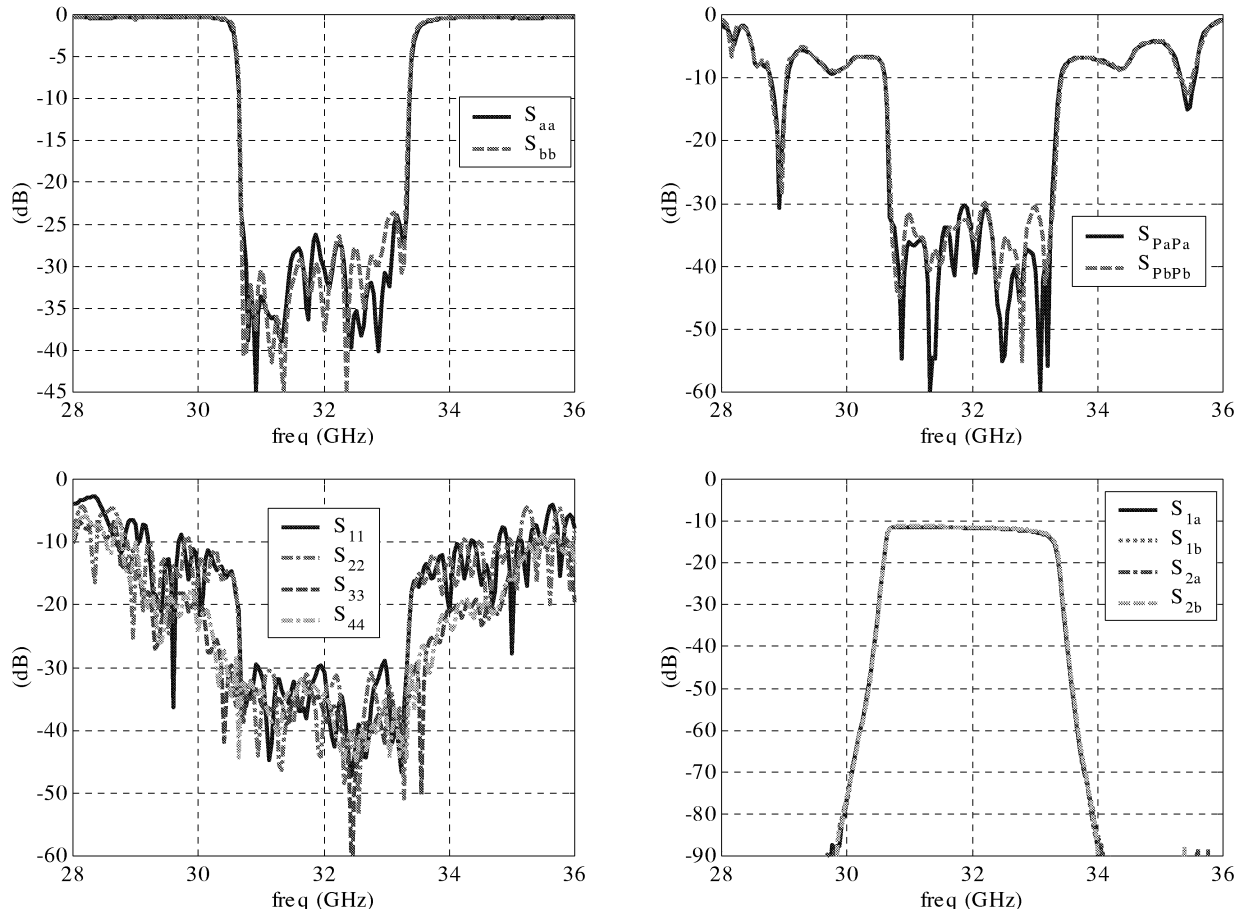 0
-5
-10
-15
-20
-25
-30
-35
-40
-45
(dB)
S_aa
S_bb
28 30 32 34 36
freq (GHz)
0
-10
-20
-30
-40
-50
-60
(dB)
S_PaPa
S_PbPb
28 30 32 34 36
freq (GHz)
0
-10
-20
-30
-40
-50
-60
(dB)
S_11
S_22
S_33
S_44
28 30 32 34 36
freq (GHz)
0
-10
-20
-30
-40
-50
-60
-70
-80
-90
(dB)
S_1a
S_1b
S_2a
S_2b
28 30 32 34 36
freq (GHz)